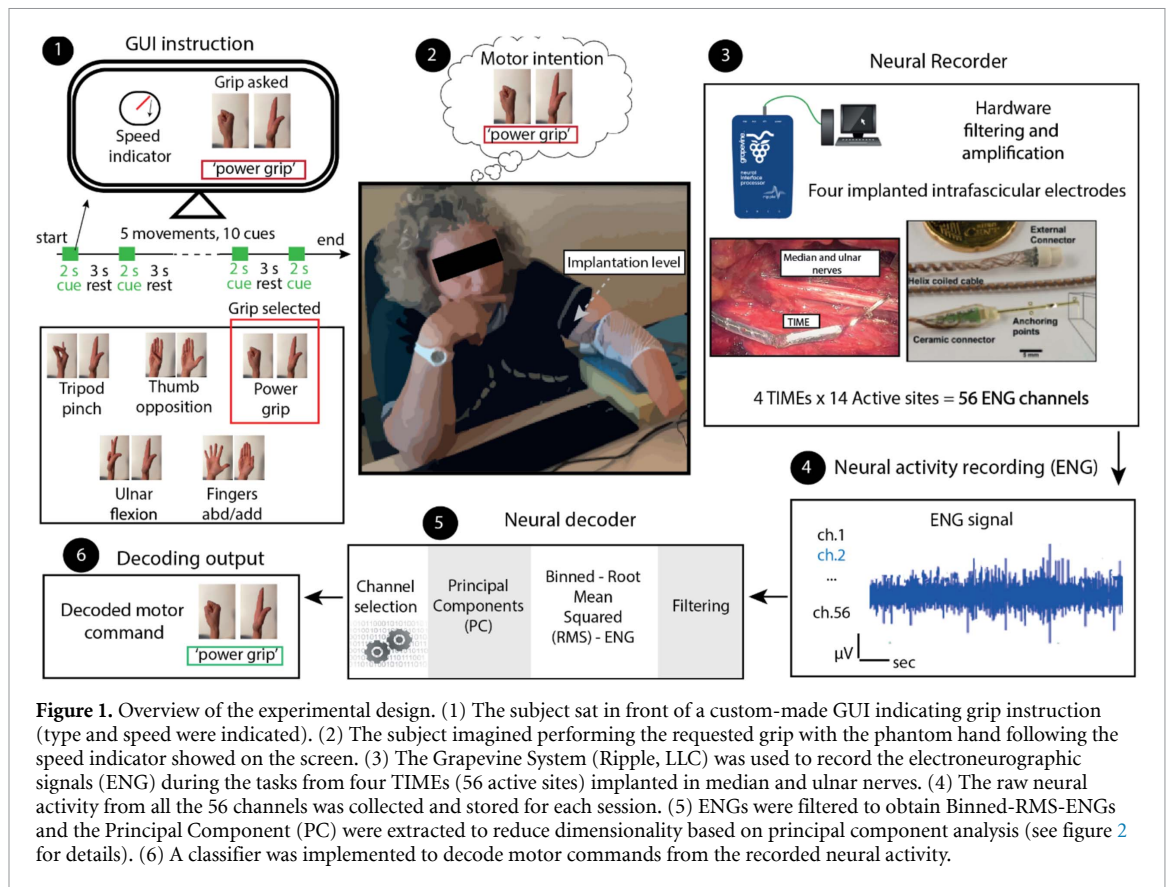 1
GUI instruction
Speed
indicator
Grip asked
'power grip'
start
5 movements, 10 cues
end
2 s
cue
3 s
rest
2 s
cue
3 s
rest
2 s
cue
3 s
rest
2 s
cue
Grip selected
Tripod
pinch
Thumb
opposition
Power
grip
Ulnar
flexion
Fingers
abd/add
2
Motor intention
'power grip'
Implantation level
3
Neural Recorder
grapevine
neural
interface
processor
Hardware
filtering and
amplification
Four implanted intrafascicular electrodes
Median and ulnar
nerves
TIME
External
Connector
Helix coiled cable
Anchoring
points
Ceramic connector
5 mm
4 TIMEs x 14 Active sites = 56 ENG channels
4
Neural activity recording (ENG)
ENG signal
ch.1
ch.2
...
ch.56
µV
sec
5
Neural decoder
Channel
selection
Principal
Components
(PC)
Binned - Root
Mean
Squared
(RMS) - ENG
Filtering
6
Decoding output
Decoded motor
command
'power grip'
Figure 1. Overview of the experimental design. (1) The subject sat in front of a custom-made GUI indicating grip instruction
(type and speed were indicated). (2) The subject imagined performing the requested grip with the phantom hand following the
speed indicator showed on the screen. (3) The Grapevine System (Ripple, LLC) was used to record the electroneurographic
signals (ENG) during the tasks from four TIMEs (56 active sites) implanted in median and ulnar nerves. (4) The raw neural
activity from all the 56 channels was collected and stored for each session. (5) ENGs were filtered to obtain Binned-RMS-ENGs
and the Principal Component (PC) were extracted to reduce dimensionality based on principal component analysis (see figure 2
for details). (6) A classifier was implemented to decode motor commands from the recorded neural activity.